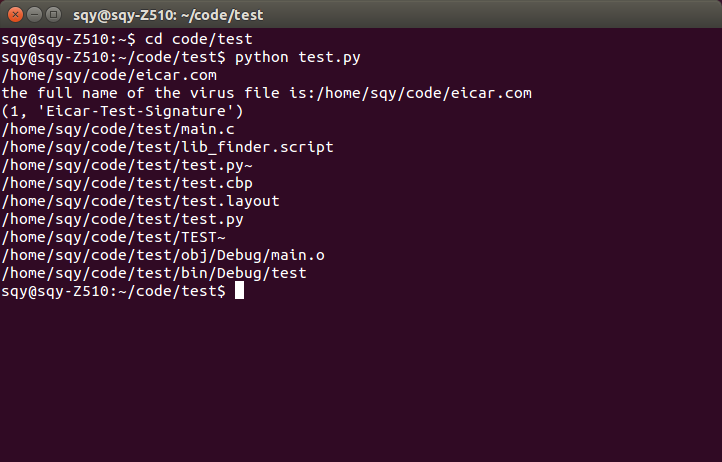 sqy@sqy-Z510: ~/code/test
sqy@sqy-Z510:~$ cd code/test
sqy@sqy-Z510:~/code/test$ python test.py
/home/sqy/code/eicar.com
the full name of the virus file is:/home/sqy/code/eicar.com
(1, 'Eicar-Test-Signature')
/home/sqy/code/test/main.c
/home/sqy/code/test/lib_finder.script
/home/sqy/code/test/test.py~
/home/sqy/code/test/test.cbp
/home/sqy/code/test/test.layout
/home/sqy/code/test/test.py
/home/sqy/code/test/TEST~
/home/sqy/code/test/obj/Debug/main.o
/home/sqy/code/test/bin/Debug/test
sqy@sqy-Z510:~/code/test$